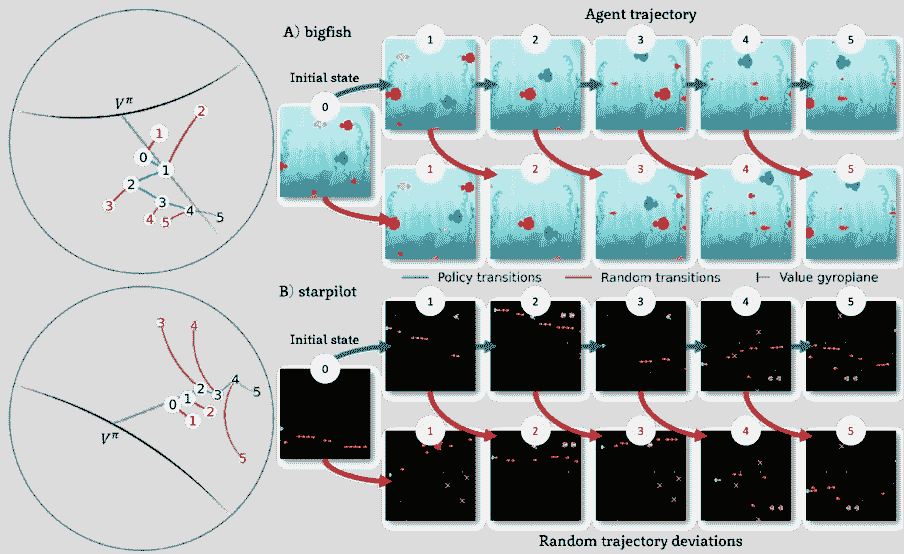 Agent trajectory
A) bigfish
1 2 3 4 5
Initial state
0
1 2 3 4 5
Vπ
2
1
0
1
2
3
3
4
5
4
5
Policy transitions Random transitions Value gyroplane
B) starpilot
1 2 3 4 5
Initial state
0
1 2 3 4 5
3 4
2 4
0 1 3 5
2
1
Vπ
5
Random trajectory deviations